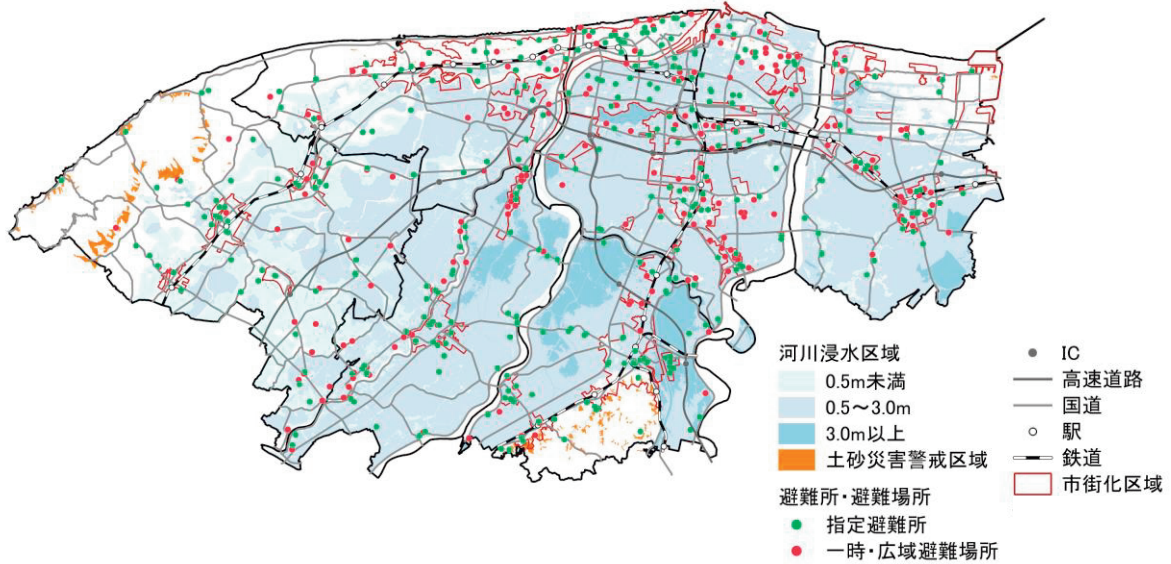 河川浸水区域
0.5m未満
0.5～3.0m
3.0m以上
土砂災害警戒区域
避難所・避難場所
指定避難所
一時・広域避難場所
IC
高速道路
国道
駅
鉄道
市街化区域